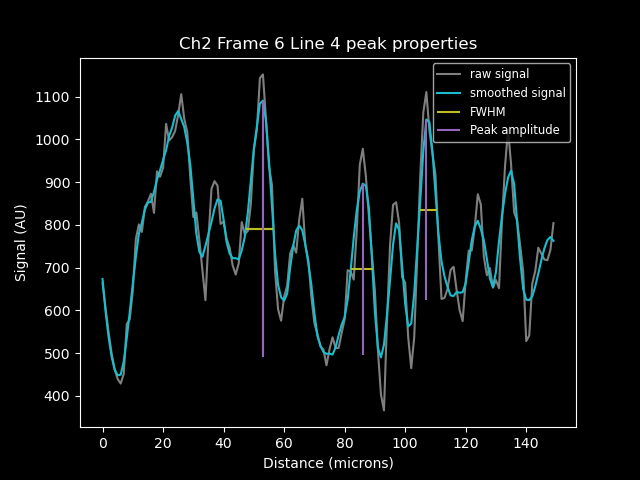 Ch2 Frame 6 Line 4 peak properties
raw signal
smoothed signal
FWHM
Peak amplitude
1100
1000
900
800
700
600
500
400
Signal (AU)
0 20 40 60 80 100 120 140
Distance (microns)